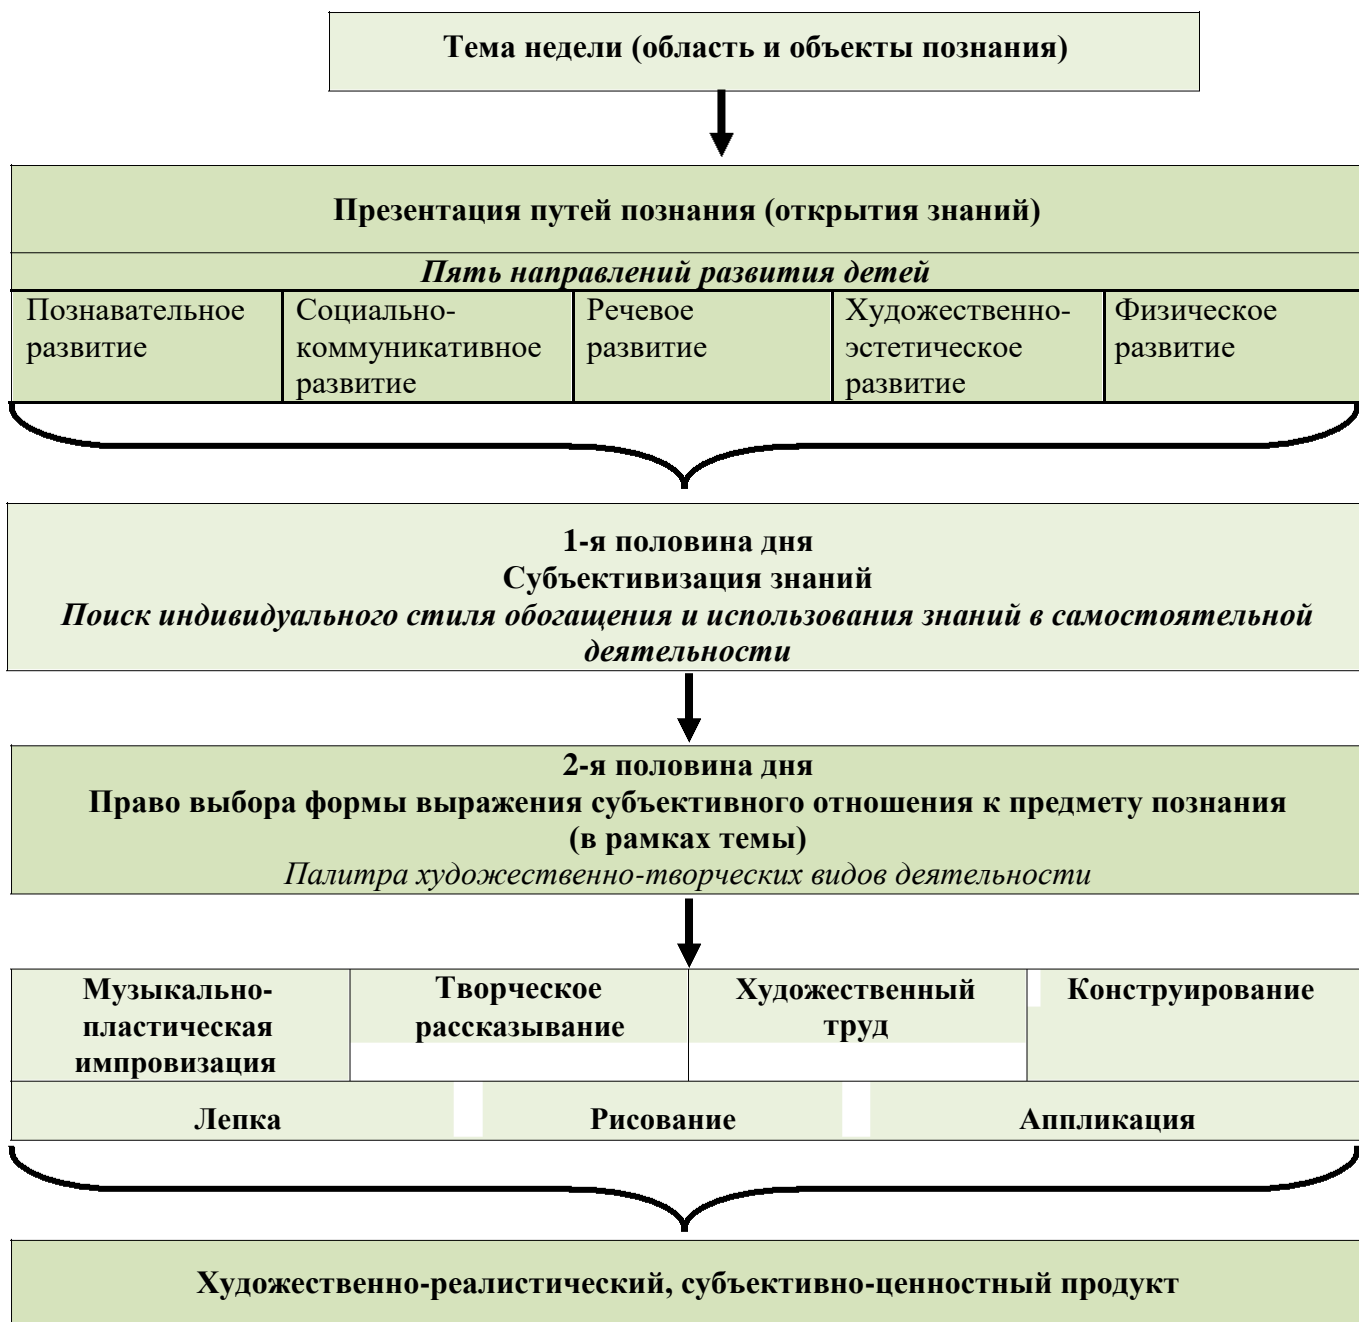 Тема недели (область и объекты познания)
Презентация путей познания (открытия знаний)
Пять направлений развития детей
Познавательное
развитие
Социально-
коммуникативное
развитие
Речевое
развитие
Художественно-
эстетическое
развитие
Физическое
развитие
1-я половина дня
Субъективизация знаний
Поиск индивидуального стиля обогащения и использования знаний в самостоятельной
деятельности
2-я половина дня
Право выбора формы выражения субъективного отношения к предмету познания
(в рамках темы)
Палитра художественно-творческих видов деятельности
Музыкально-
пластическая
импровизация
Творческое
рассказывание
Художественный
труд
Конструирование
Лепка
Рисование
Аппликация
Художественно-реалистический, субъективно-ценностный продукт